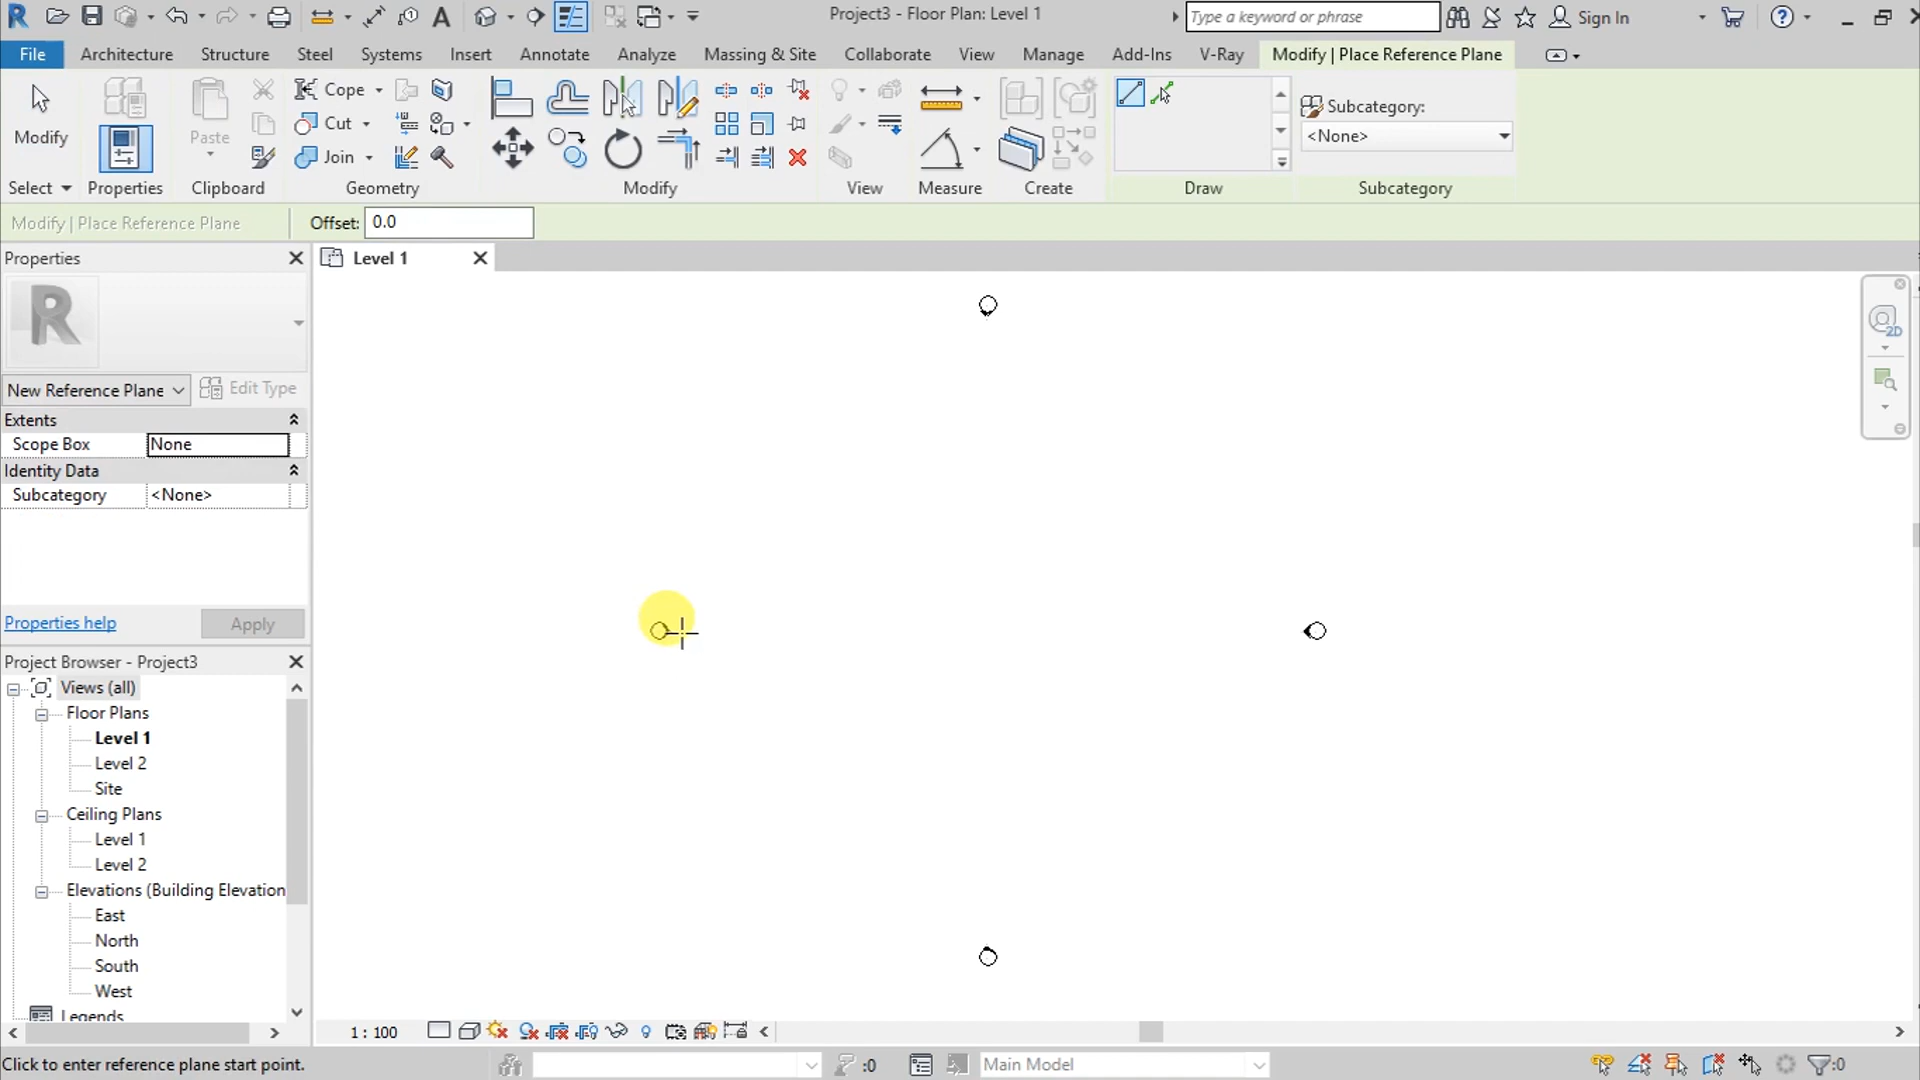 Project3 - Floor Plan: Level 1
Type a keyword or phrase
Sign In
File
Architecture
Structure
Steel
Systems
Insert
Annotate
Analyze
Massing & Site
Collaborate
View
Manage
Add-Ins
V-Ray
Modify | Place Reference Plane
Modify
Select
Properties
Paste
Clipboard
Cope
Cut
Join
Geometry
Modify
View
Measure
Create
Draw
Subcategory:
<None>
Subcategory
Modify | Place Reference Plane
Offset:
0.0
Properties
Level 1
R
2D
New Reference Plane
Edit Type
Extents
Scope Box
None
Identity Data
Subcategory
<None>
Properties help
Apply
Project Browser - Project3
Views (all)
Floor Plans
Level 1
Level 2
Site
Ceiling Plans
Level 1
Level 2
Elevations (Building Elevation
East
North
South
West
Legends
1 : 100
Click to enter reference plane start point.
:0
Main Model
:0